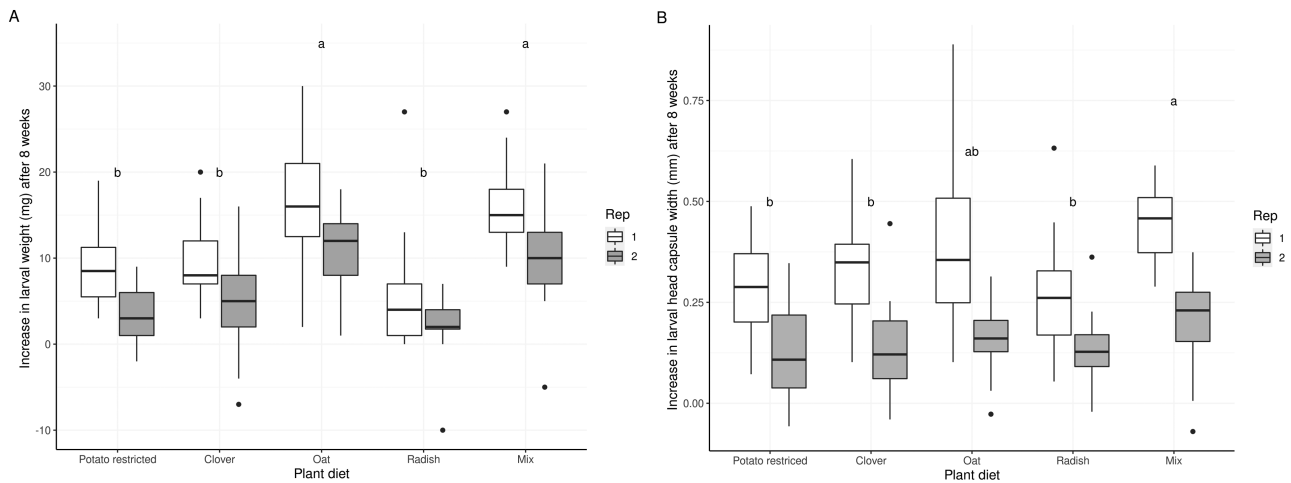 A
Increase in larval weight (mg) after 8 weeks
30
20
10
0
-10
a
a
b
b
b
Potato restricted
Clover
Oat
Radish
Mix
Plant diet
Rep
1
2
B
Increase in larval head capsule width (mm) after 8 weeks
0.75
0.50
0.25
0.00
a
ab
b
b
b
Potato restriced
Clover
Oat
Radish
Mix
Plant diet
Rep
1
2